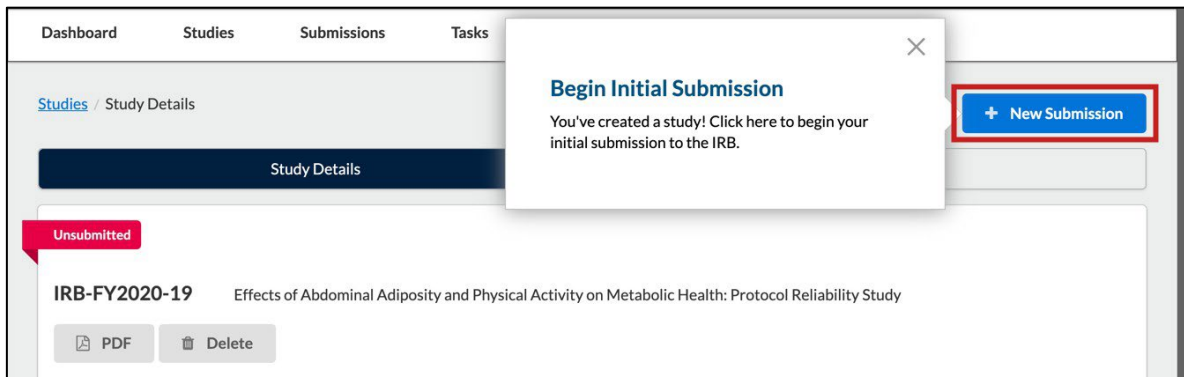 Dashboard Studies Submissions Tasks
Begin Initial Submission
You've created a study! Click here to begin your
initial submission to the IRB.
Studies / Study Details
+ New Submission
Study Details
Unsubmitted
IRB-FY2020-19 Effects of Abdominal Adiposity and Physical Activity on Metabolic Health: Protocol Reliability Study
PDF Delete